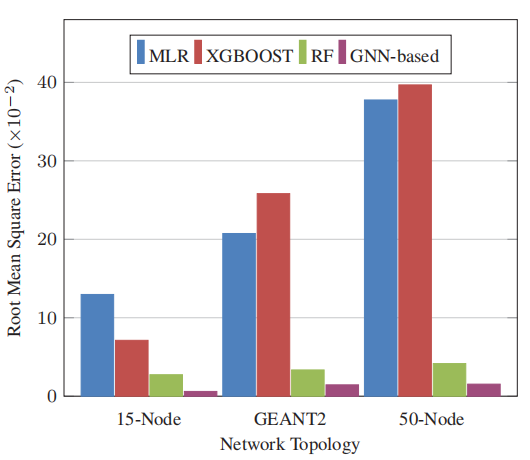 MLR XGBOOST RF GNN-based
Root Mean Square Error (×10⁻²)
40
30
20
10
0
15-Node GEANT2 50-Node
Network Topology